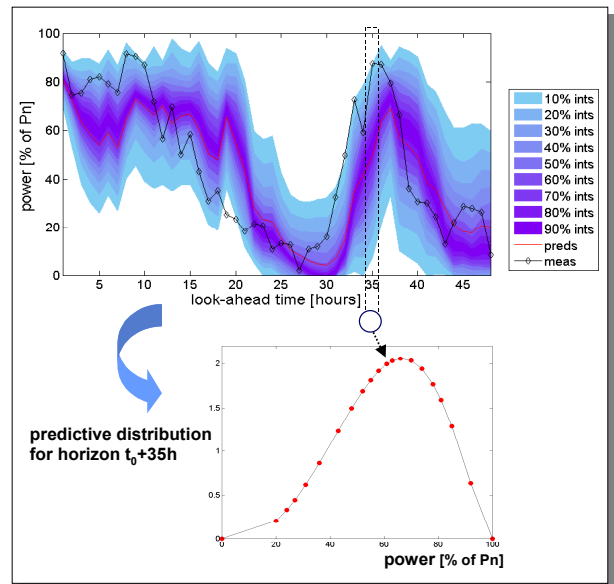 100
80
60
40
20
0
power [% of Pn]
5 10 15 20 25 30 35 40 45
look-ahead time [hours]
10% ints
20% ints
30% ints
40% ints
50% ints
60% ints
70% ints
80% ints
90% ints
preds
meas
predictive distribution
for horizon t₀+35h
2
1.5
1
0.5
0
0 20 40 60 80 100
power [% of Pn]